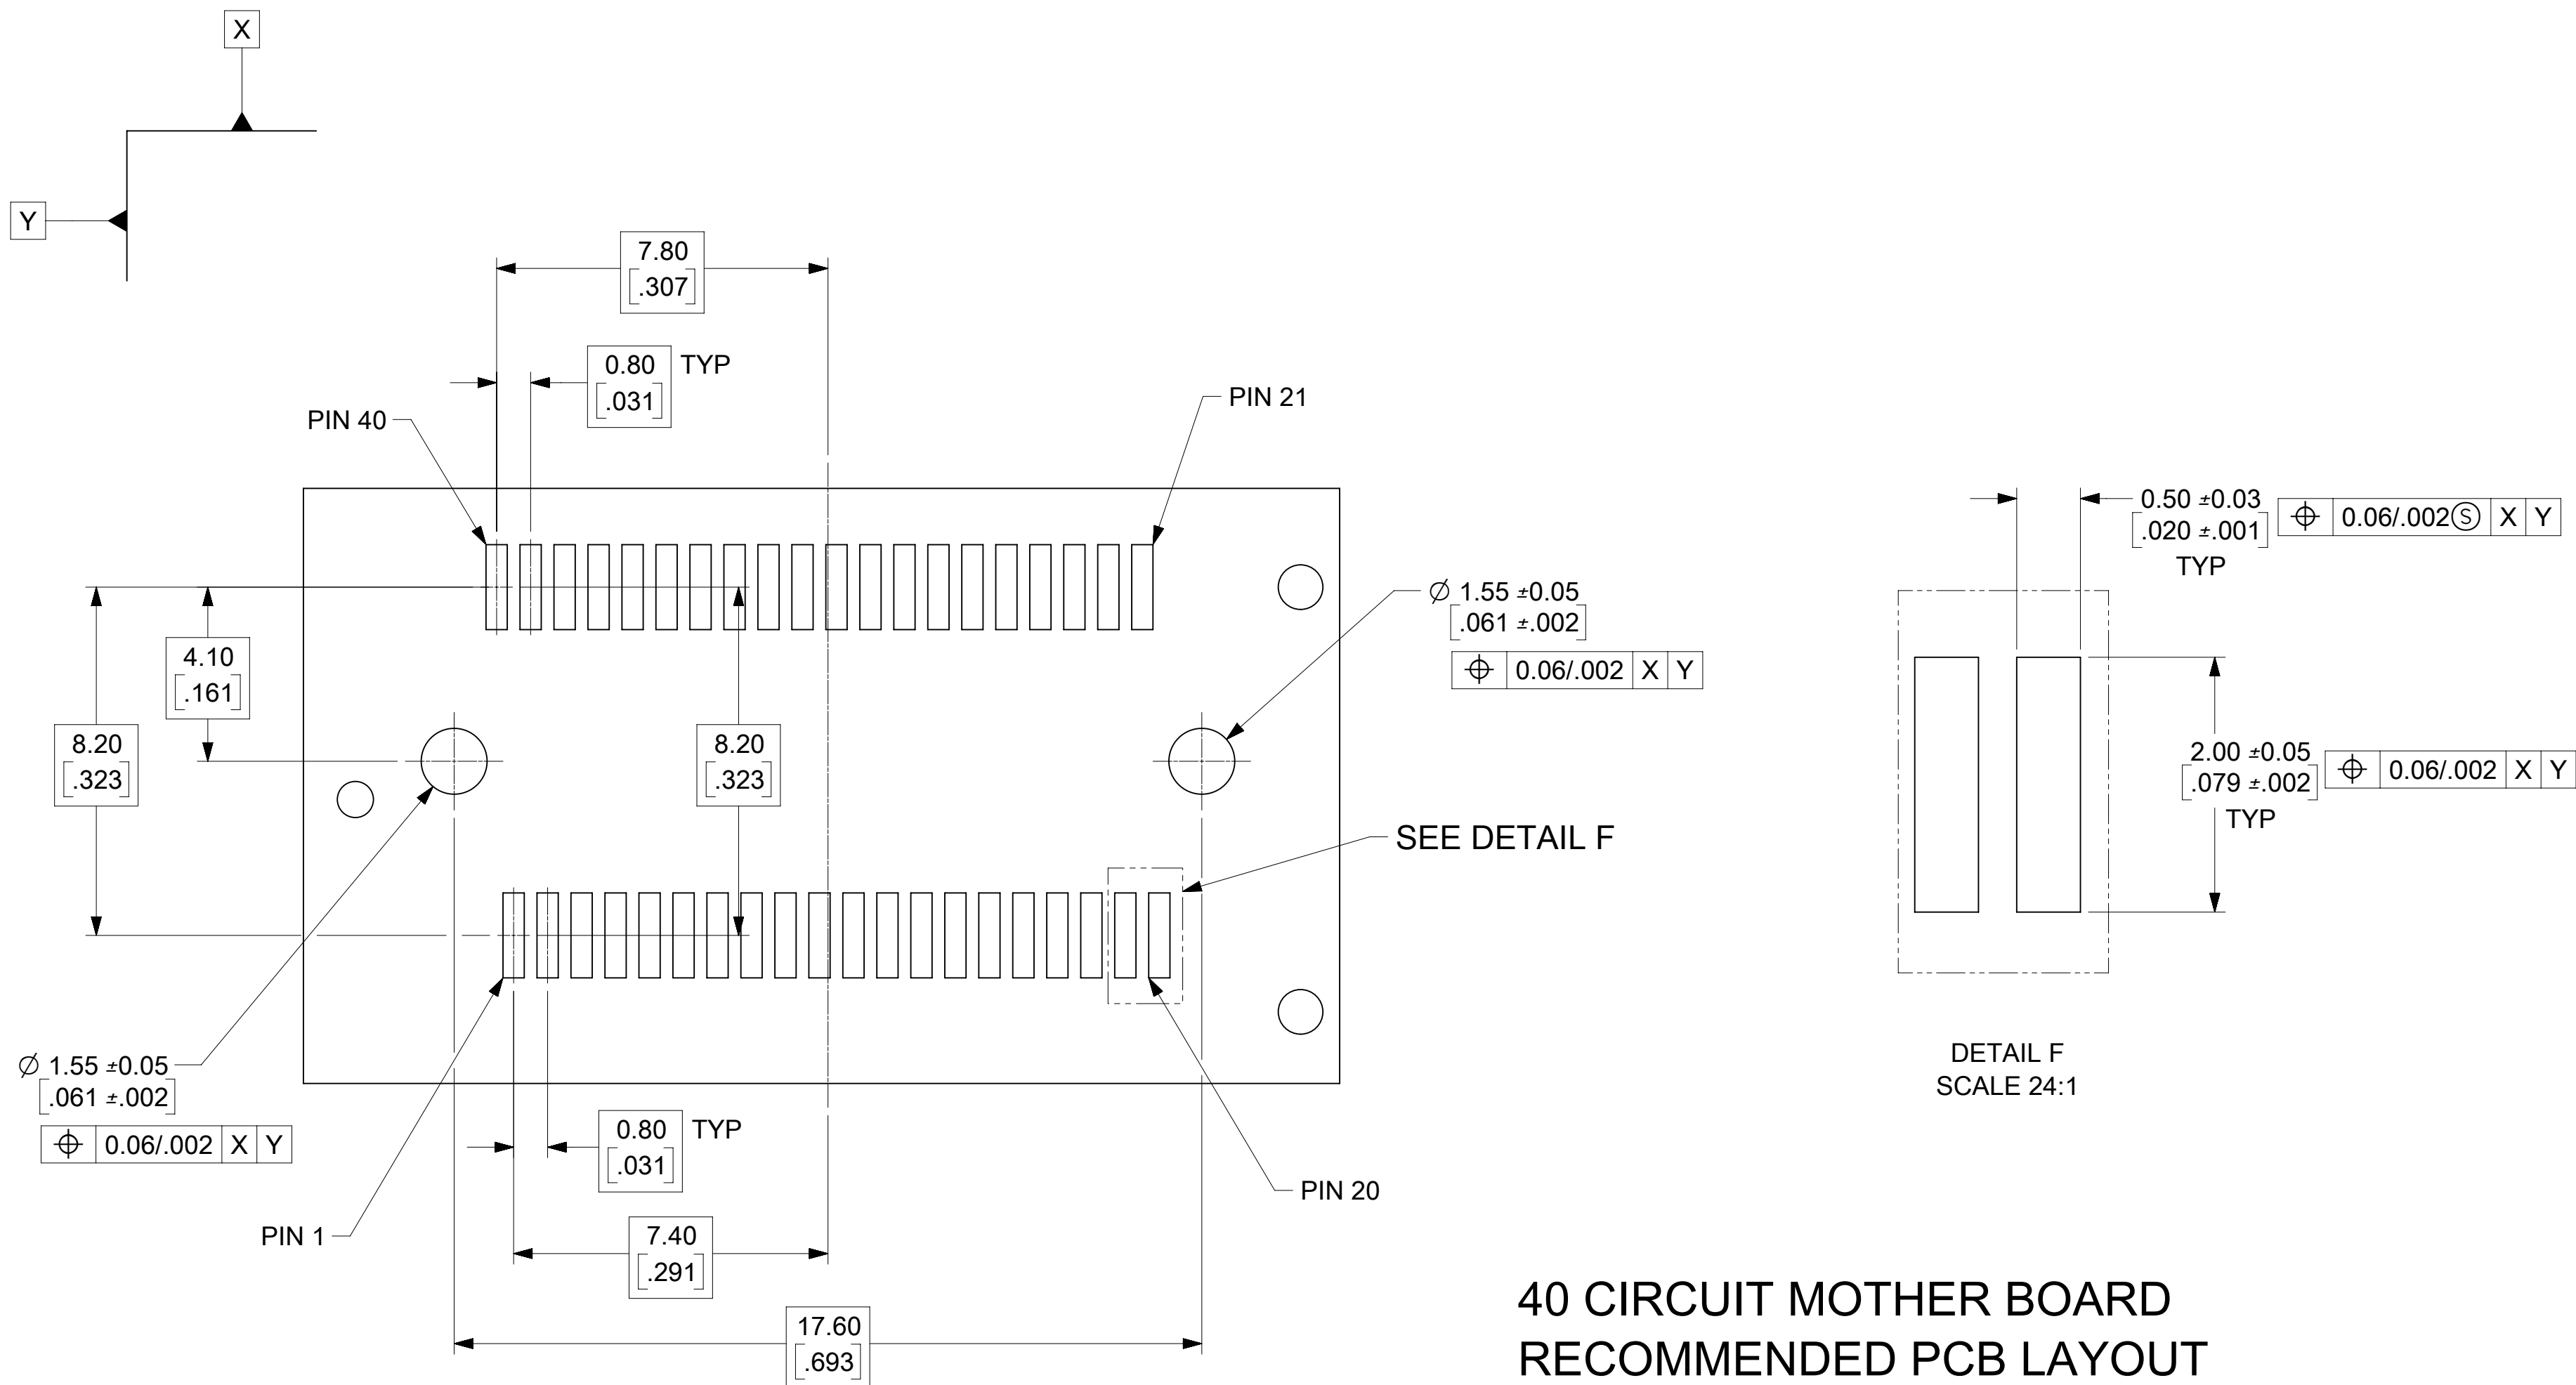 X
Y
7.80
[.307]
0.80 TYP
[.031]
PIN 40
PIN 21
4.10
[.161]
8.20
[.323]
8.20
[.323]
Ø 1.55 ±0.05
[.061 ±.002]
⌖ 0.06/.002 X Y
SEE DETAIL F
Ø 1.55 ±0.05
[.061 ±.002]
⌖ 0.06/.002 X Y
0.80 TYP
[.031]
PIN 1
PIN 20
7.40
[.291]
17.60
[.693]
0.50 ±0.03
[.020 ±.001]
TYP
⌖ 0.06/.002Ⓢ X Y
2.00 ±0.05
[.079 ±.002]
TYP
⌖ 0.06/.002 X Y
DETAIL F
SCALE 24:1
40 CIRCUIT MOTHER BOARD
RECOMMENDED PCB LAYOUT